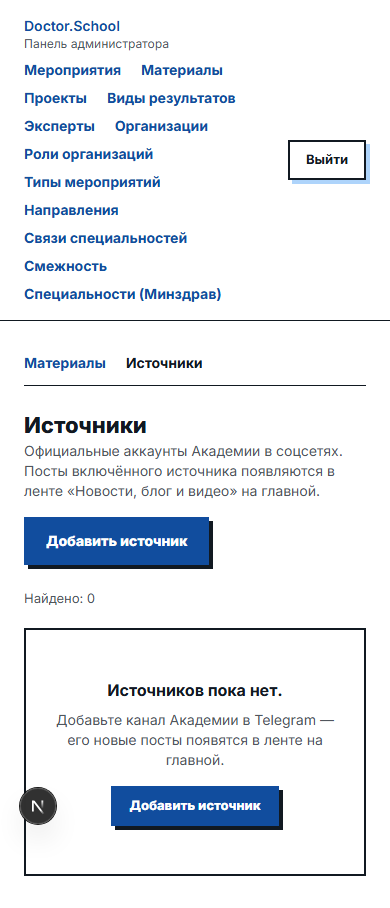 Doctor.School
Панель администратора
Мероприятия Материалы
Проекты Виды результатов
Эксперты Организации
Роли организаций
Типы мероприятий
Направления
Связи специальностей
Смежность
Специальности (Минздрав)
Выйти
Материалы Источники
Источники
Официальные аккаунты Академии в соцсетях.
Посты включённого источника появляются в
ленте «Новости, блог и видео» на главной.
Добавить источник
Найдено: 0
Источников пока нет.
Добавьте канал Академии в Telegram —
его новые посты появятся в ленте на
главной.
Добавить источник
N